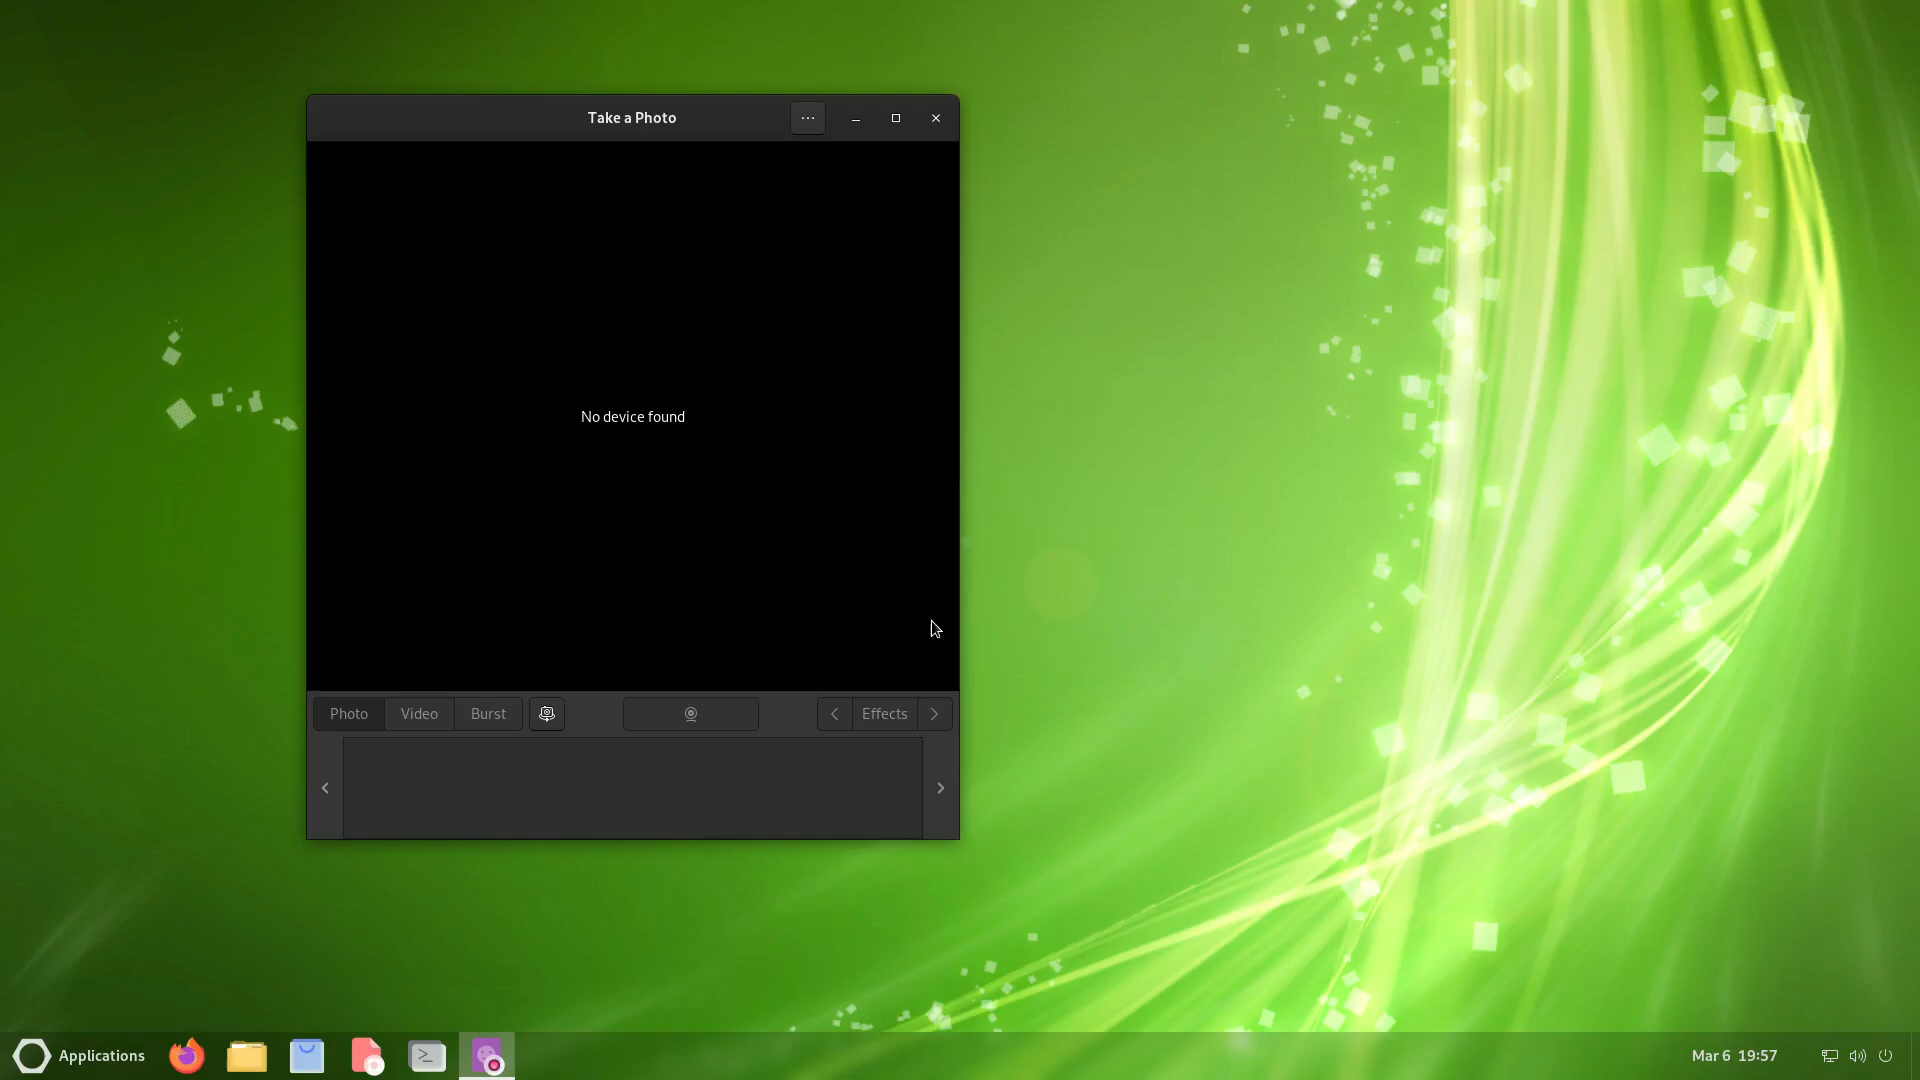 Take a Photo
No device found
Photo Video Burst Effects
Applications
Mar 6 19:57